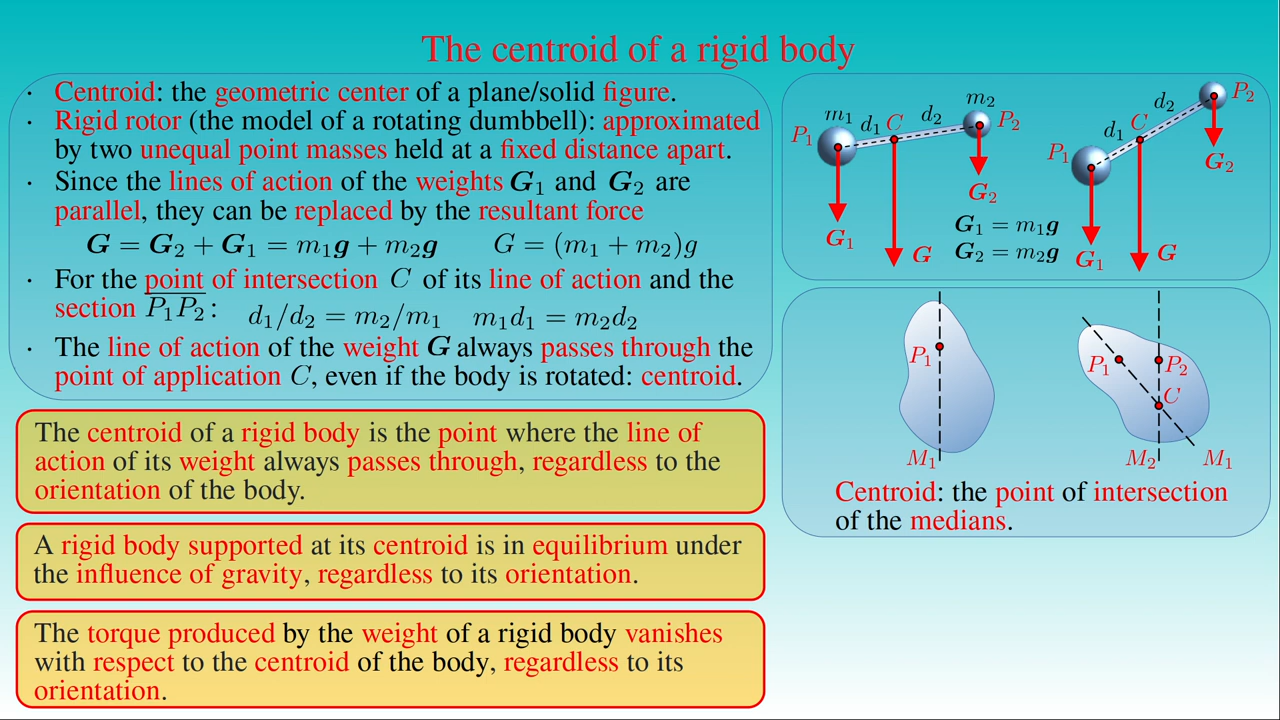 The centroid of a rigid body
· Centroid: the geometric center of a plane/solid figure.
· Rigid rotor (the model of a rotating dumbbell): approximated
by two unequal point masses held at a fixed distance apart.
· Since the lines of action of the weights G₁ and G₂ are
parallel, they can be replaced by the resultant force
G = G₂ + G₁ = m₁g + m₂g G = (m₁ + m₂)g
· For the point of intersection C of its line of action and the
section P̅₁P̅₂: d₁/d₂ = m₂/m₁ m₁d₁ = m₂d₂
· The line of action of the weight G always passes through the
point of application C, even if the body is rotated: centroid.
The centroid of a rigid body is the point where the line of
action of its weight always passes through, regardless to the
orientation of the body.
A rigid body supported at its centroid is in equilibrium under
the influence of gravity, regardless to its orientation.
The torque produced by the weight of a rigid body vanishes
with respect to the centroid of the body, regardless to its
orientation.
P₁ m₁ d₁ C d₂ m₂ P₂
G₁ G G₂
G₁ = m₁g
G₂ = m₂g
P₁ d₁ C d₂ P₂
G₁ G G₂
P₁
M₁
P₁ P₂
C
M₂ M₁
Centroid: the point of intersection
of the medians.